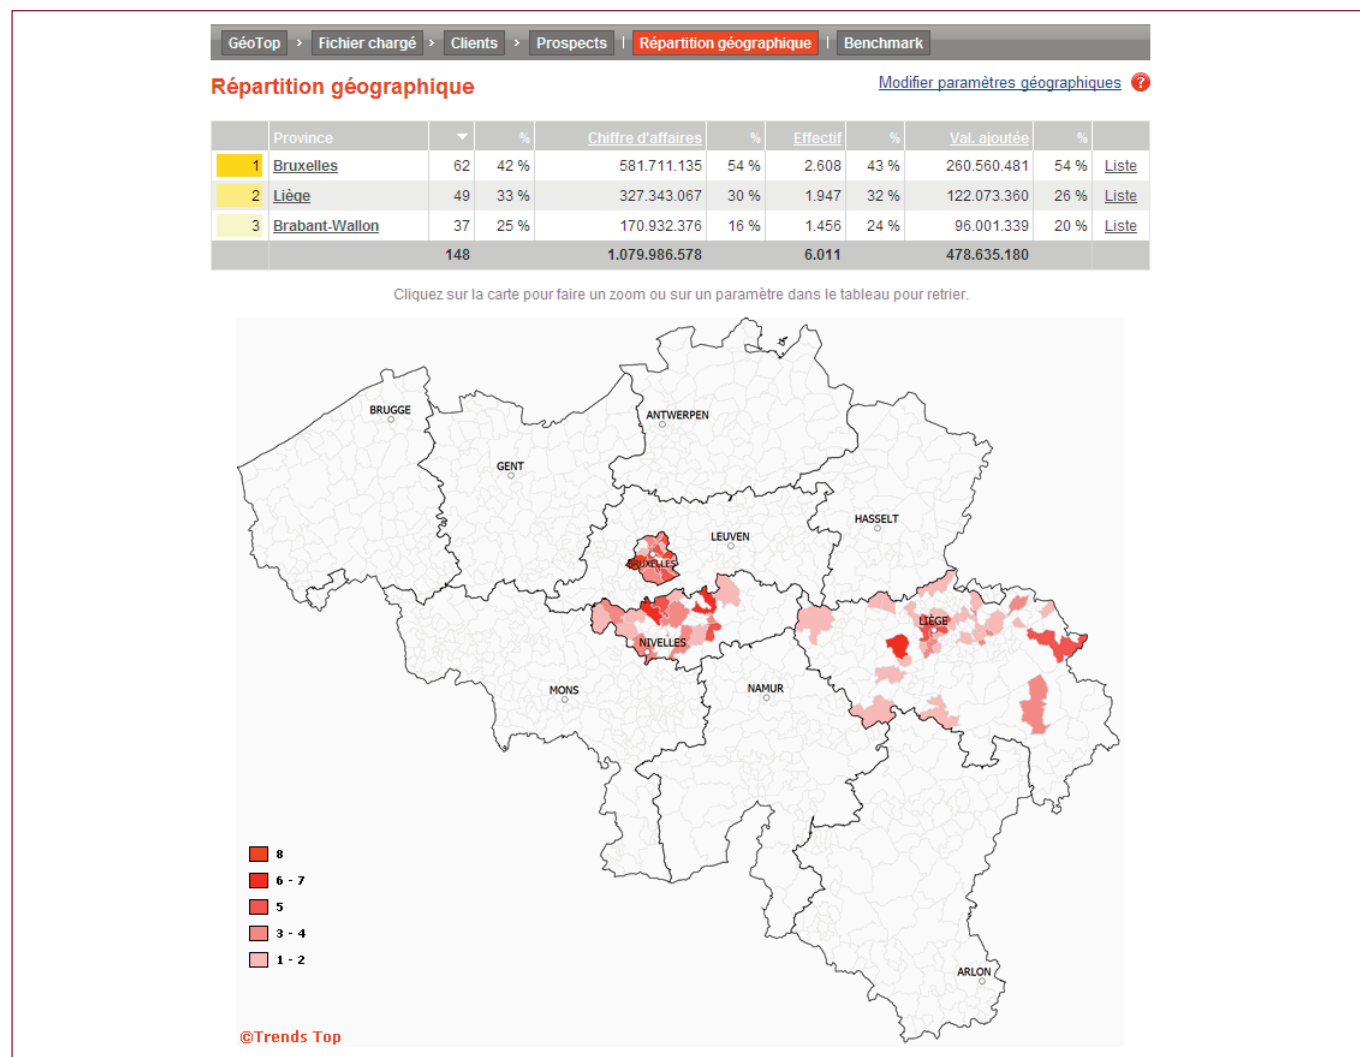 GéoTop > Fichier chargé > Clients > Prospects | Répartition géographique | Benchmark
Répartition géographique
Modifier paramètres géographiques ?
Province % Chiffre d'affaires % Effectif % Val. ajoutée %
1 Bruxelles 62 42 % 581.711.135 54 % 2.608 43 % 260.560.481 54 % Liste
2 Liège 49 33 % 327.343.067 30 % 1.947 32 % 122.073.360 26 % Liste
3 Brabant-Wallon 37 25 % 170.932.376 16 % 1.456 24 % 96.001.339 20 % Liste
148 1.079.986.578 6.011 478.635.180
Cliquez sur la carte pour faire un zoom ou sur un paramètre dans le tableau pour retrier.
BRUGGE
ANTWERPEN
GENT
HASSELT
LEUVEN
BRUXELLES
LIÈGE
NIVELLES
MONS
NAMUR
8
6 - 7
5
3 - 4
1 - 2
ARLON
©Trends Top